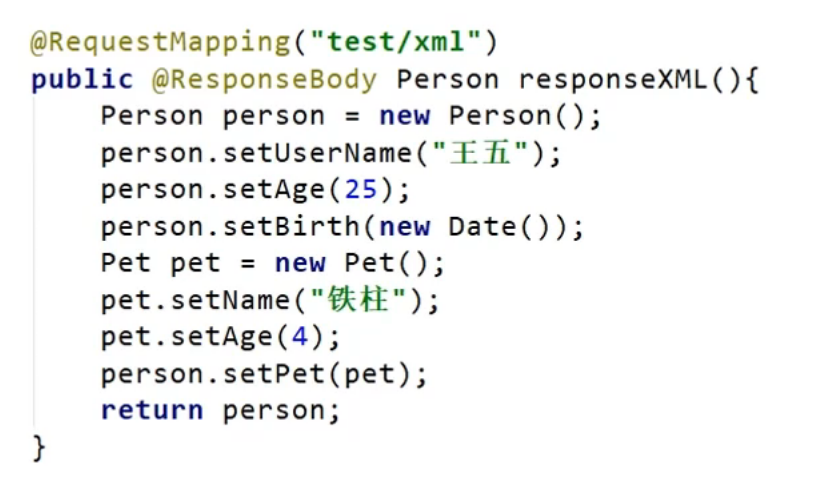 @RequestMapping("test/xml")
public @ResponseBody Person responseXML(){
    Person person = new Person();
    person.setUserName("王五");
    person.setAge(25);
    person.setBirth(new Date());
    Pet pet = new Pet();
    pet.setName("铁柱");
    pet.setAge(4);
    person.setPet(pet);
    return person;
}